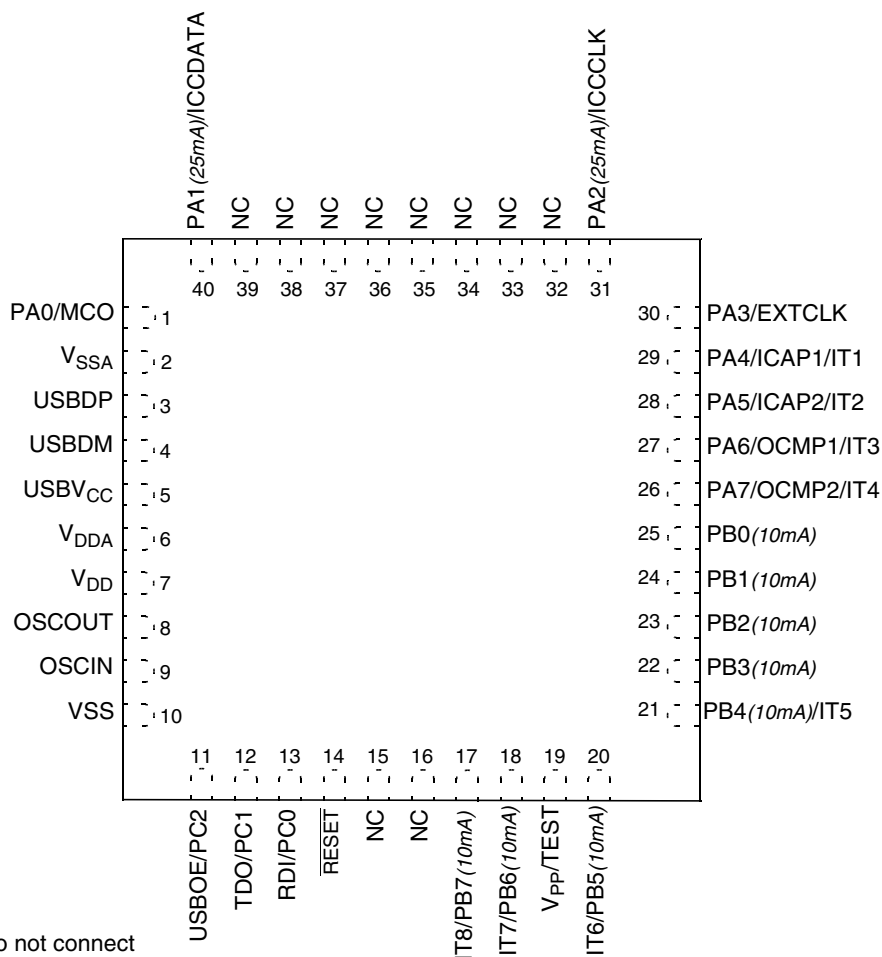 PA1(25mA)/ICCDATA
NC
NC
NC
NC
NC
NC
NC
NC
PA2(25mA)/ICCCLK
40 39 38 37 36 35 34 33 32 31
PA0/MCO 1
VSSA 2
USBDP 3
USBDM 4
USBVCC 5
VDDA 6
VDD 7
OSCOUT 8
OSCIN 9
VSS 10
30 PA3/EXTCLK
29 PA4/ICAP1/IT1
28 PA5/ICAP2/IT2
27 PA6/OCMP1/IT3
26 PA7/OCMP2/IT4
25 PB0(10mA)
24 PB1(10mA)
23 PB2(10mA)
22 PB3(10mA)
21 PB4(10mA)/IT5
11 12 13 14 15 16 17 18 19 20
USBOE/PC2
TDO/PC1
RDI/PC0
RESET
NC
NC
IT8/PB7(10mA)
IT7/PB6(10mA)
VPP/TEST
IT6/PB5(10mA)
not connect